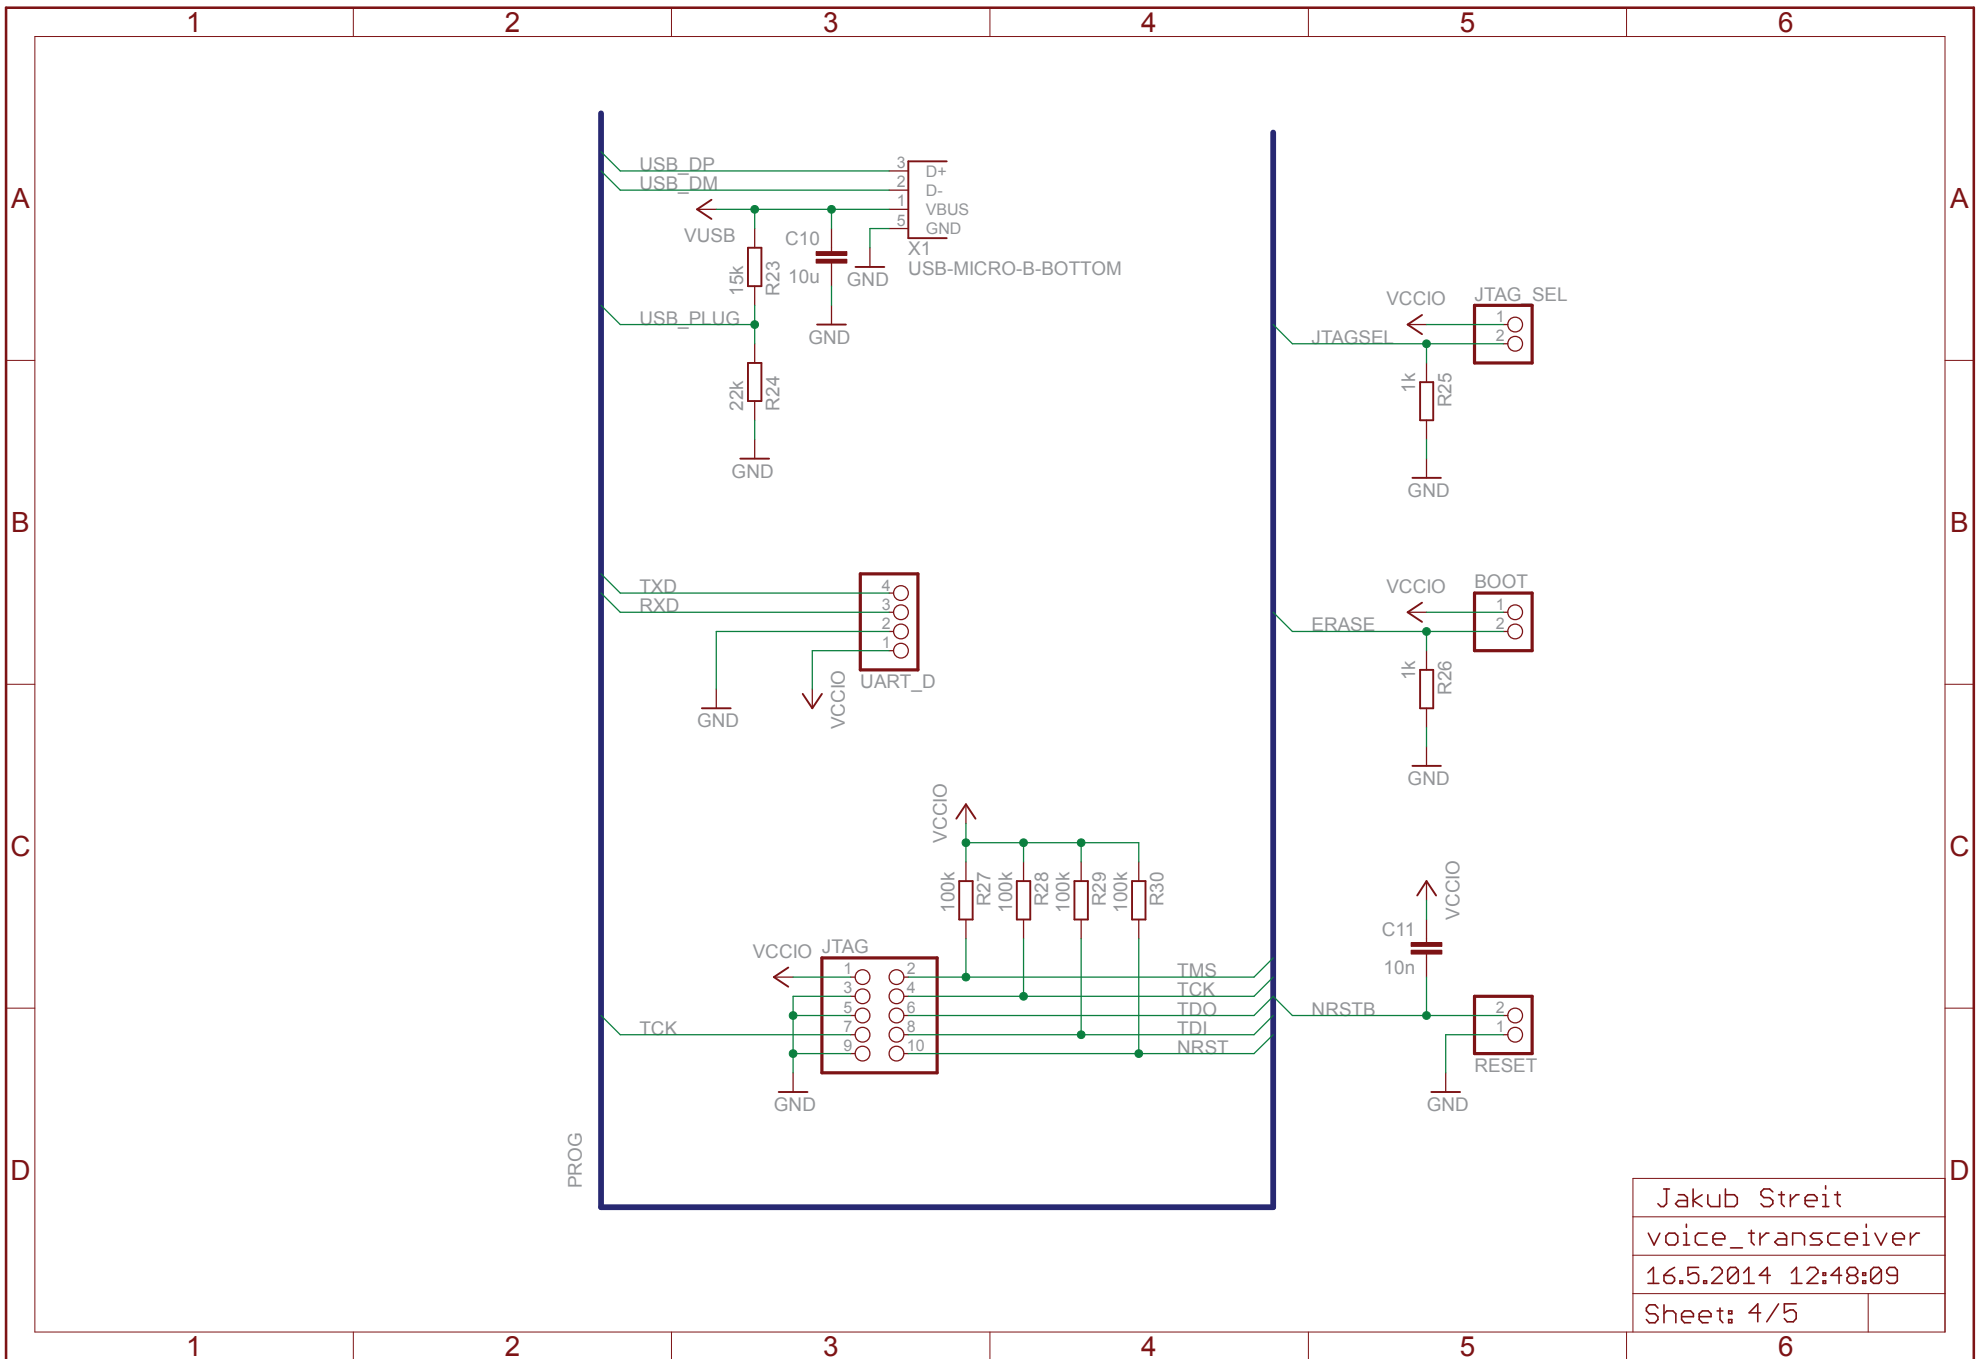 1 2 3 4 5 6
A A
USB_DP 3 D+
USB_DM 2 D-
1 VBUS
5 GND
VUSB C10 X1
10u GND USB-MICRO-B-BOTTOM
15k R23
USB_PLUG
GND
22k R24
GND
VCCIO JTAG_SEL
1
JTAGSEL 2
1k R25
GND
B B
TXD 4
RXD 3
2
1
UART_D
GND VCCIO
VCCIO BOOT
1
ERASE 2
1k R26
GND
C C
VCCIO
100k R27 100k R28 100k R29 100k R30
VCCIO JTAG
1 2 TMS
3 4 TCK
5 6 TDO
TCK 7 8 TDI
9 10 NRST
GND
VCCIO
C11
10n
NRSTB 2
1
RESET
GND
PROG
D D
Jakub Streit
voice_transceiver
16.5.2014 12:48:09
Sheet: 4/5
1 2 3 4 5 6